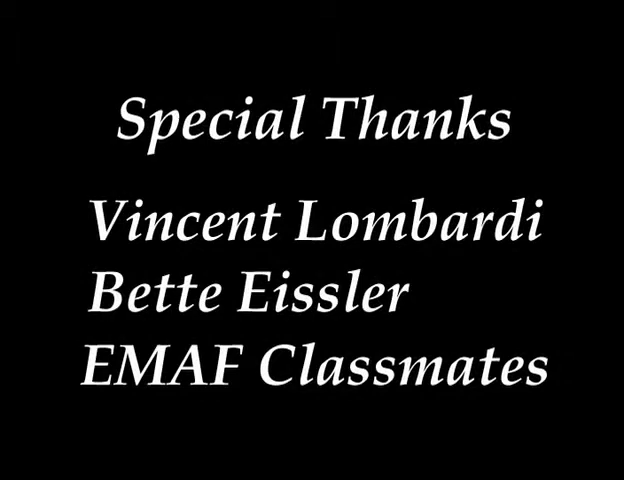 Special Thanks
Vincent Lombardi
Bette Eissler
EMAF Classmates